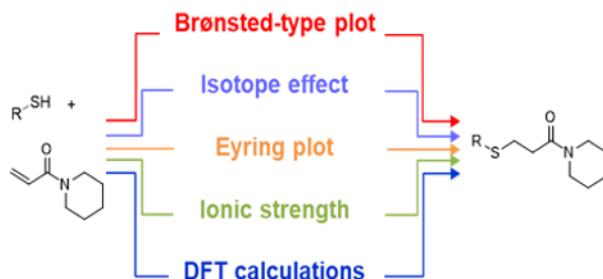 Brønsted-type plot
Isotope effect
Eyring plot
Ionic strength
DFT calculations
R SH +
O
N
R S
O
N